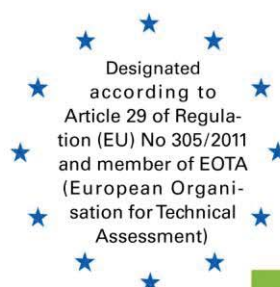 Designated
according to
Article 29 of Regula-
tion (EU) No 305/2011
and member of EOTA
(European Organi-
sation for Technical
Assessment)